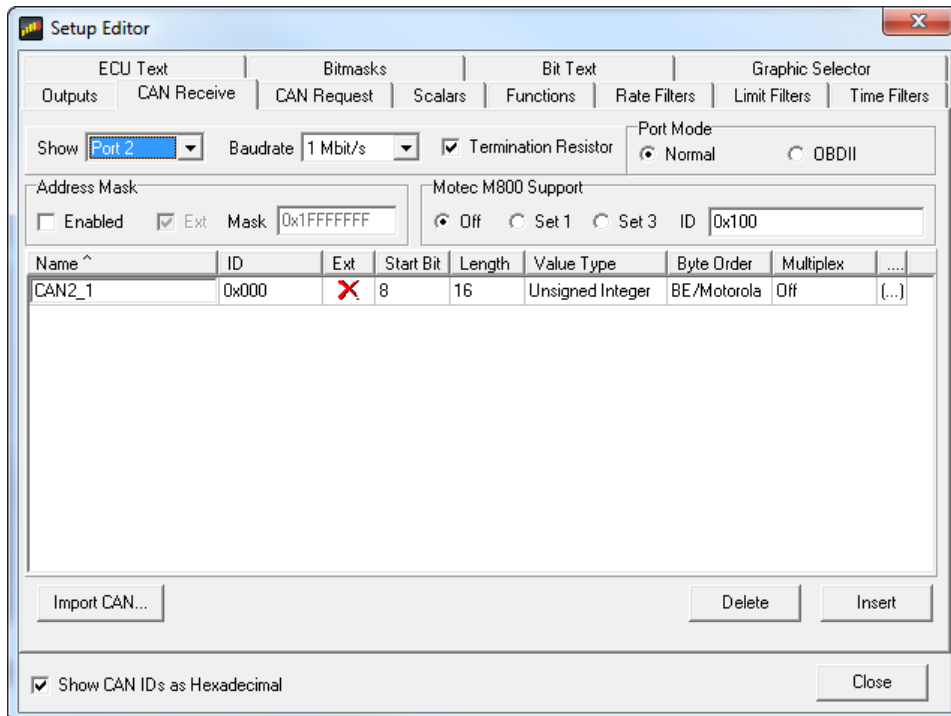 Setup Editor
ECU Text Bitmasks Bit Text Graphic Selector
Outputs CAN Receive CAN Request Scalars Functions Rate Filters Limit Filters Time Filters
Port Mode
Show Port 2 Baudrate 1 Mbit/s Termination Resistor Normal OBDII
Address Mask Motec M800 Support
Enabled Ext Mask 0x1FFFFFFF Off Set 1 Set 3 ID 0x100
Name ^ ID Ext Start Bit Length Value Type Byte Order Multiplex ....
CAN2_1 0x000 8 16 Unsigned Integer BE/Motorola Off (...)
Import CAN... Delete Insert
Show CAN IDs as Hexadecimal Close